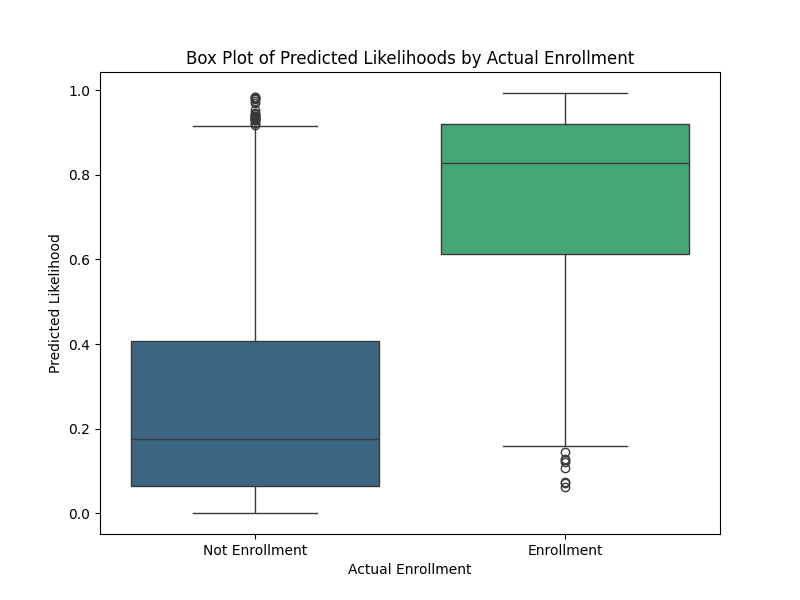 Box Plot of Predicted Likelihoods by Actual Enrollment
1.0
0.8
0.6
0.4
0.2
0.0
Predicted Likelihood
Not Enrollment
Enrollment
Actual Enrollment